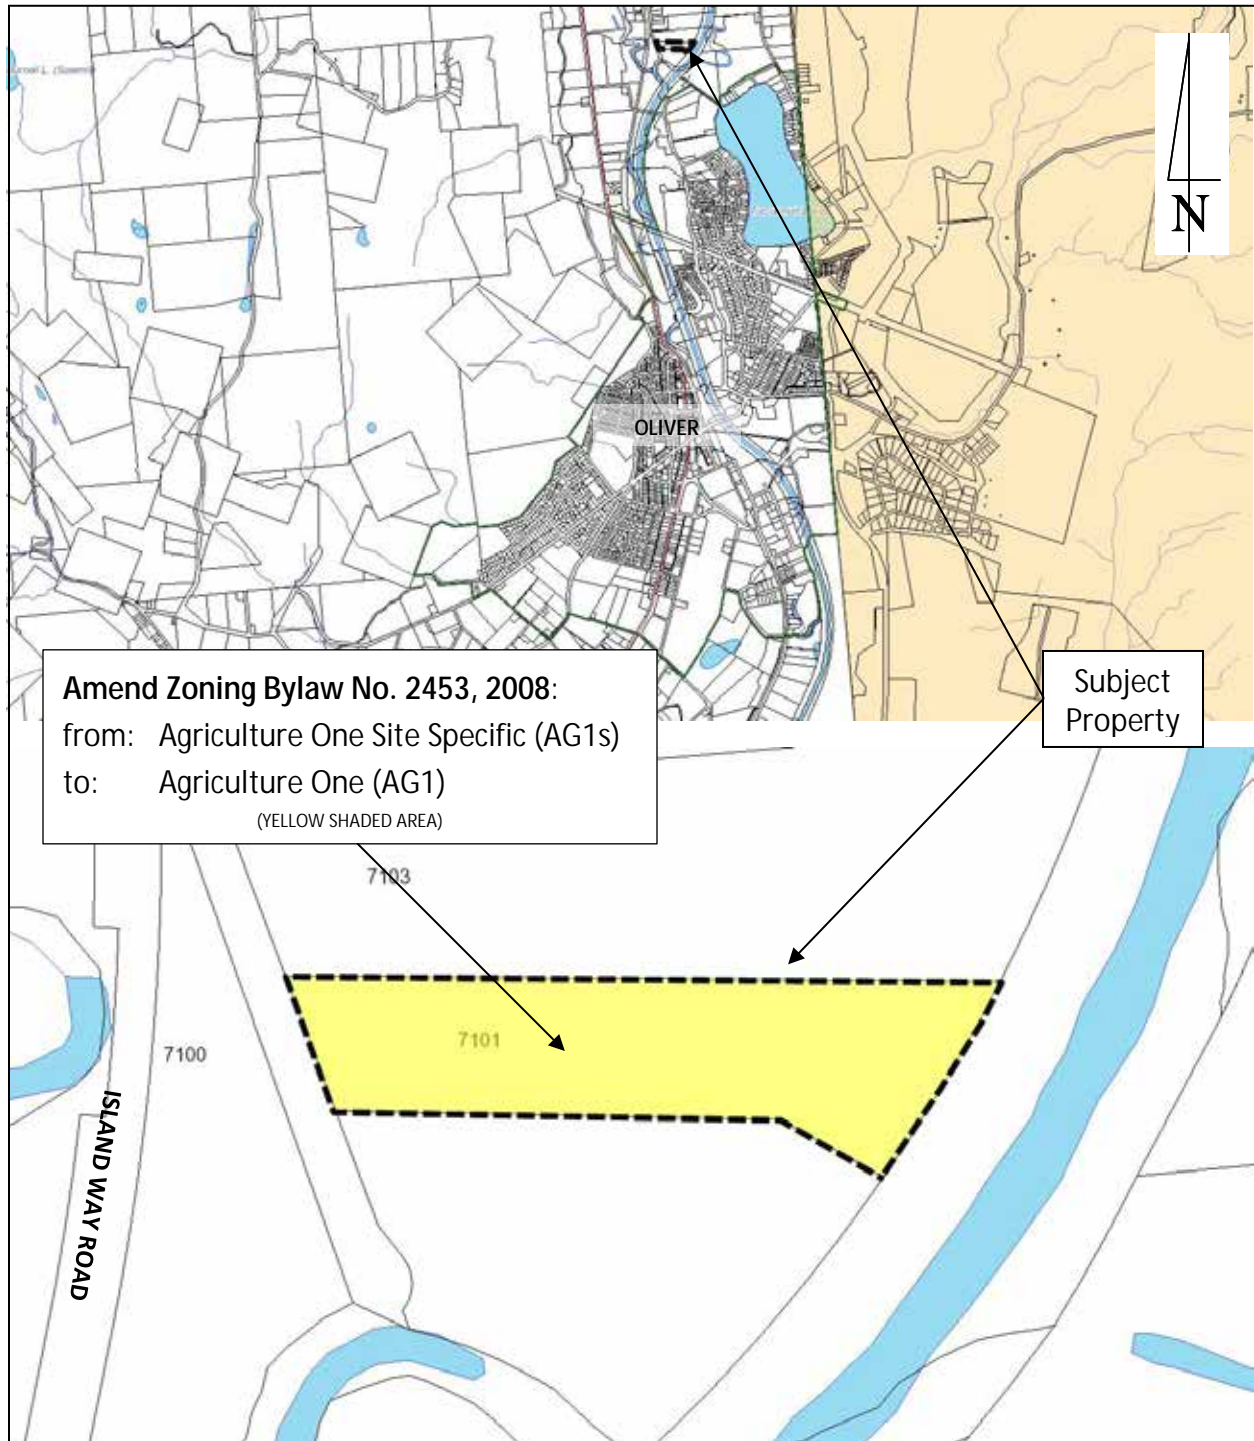 N
OLIVER
Amend Zoning Bylaw No. 2453, 2008:
from: Agriculture One Site Specific (AG1s)
to: Agriculture One (AG1)
(YELLOW SHADED AREA)
Subject
Property
7103
7101
7100
ISLAND WAY ROAD